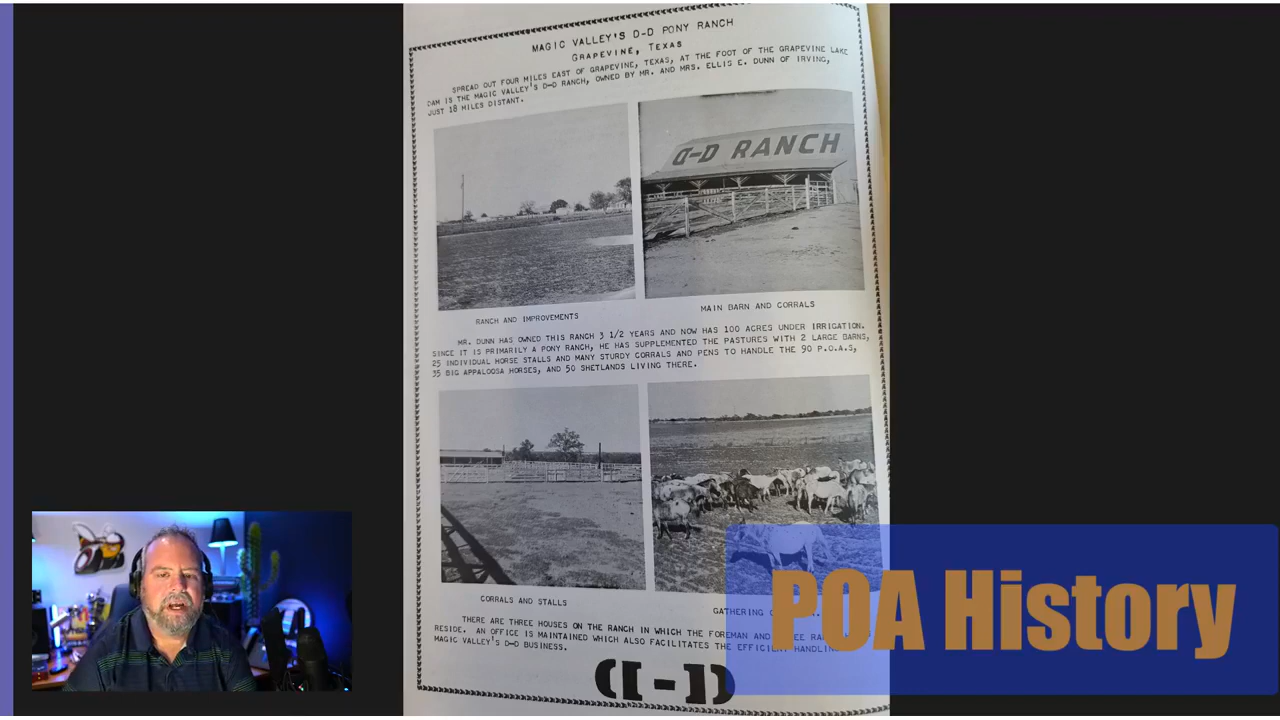 MAGIC VALLEY'S D-D PONY RANCH
GRAPEVINE, TEXAS
SPREAD OUT FOUR MILES EAST OF GRAPEVINE, TEXAS, AT THE FOOT OF THE GRAPEVINE LAKE
DAM IS THE MAGIC VALLEY'S D-D RANCH, OWNED BY MR. AND MRS. ELLIS E. DUNN OF IRVING,
JUST 18 MILES DISTANT.
D-D RANCH
RANCH AND IMPROVEMENTS
MAIN BARN AND CORRALS
MR. DUNN HAS OWNED THIS RANCH 3 1/2 YEARS AND NOW HAS 100 ACRES UNDER IRRIGATION.
SINCE IT IS PRIMARILY A PONY RANCH, HE HAS SUPPLEMENTED THE PASTURES WITH 2 LARGE BARNS,
25 INDIVIDUAL HORSE STALLS AND MANY STURDY CORRALS AND PENS TO HANDLE THE 90 P.O.A.S,
35 BIG APPALOOSA HORSES, AND 50 SHETLANDS LIVING THERE.
CORRALS AND STALLS
GATHERING
THERE ARE THREE HOUSES ON THE RANCH IN WHICH THE FOREMAN AND
RESIDE. AN OFFICE IS MAINTAINED WHICH ALSO FACILITATES THE EFFICIENT
MAGIC VALLEY'S D-D BUSINESS.
D-D
POA History